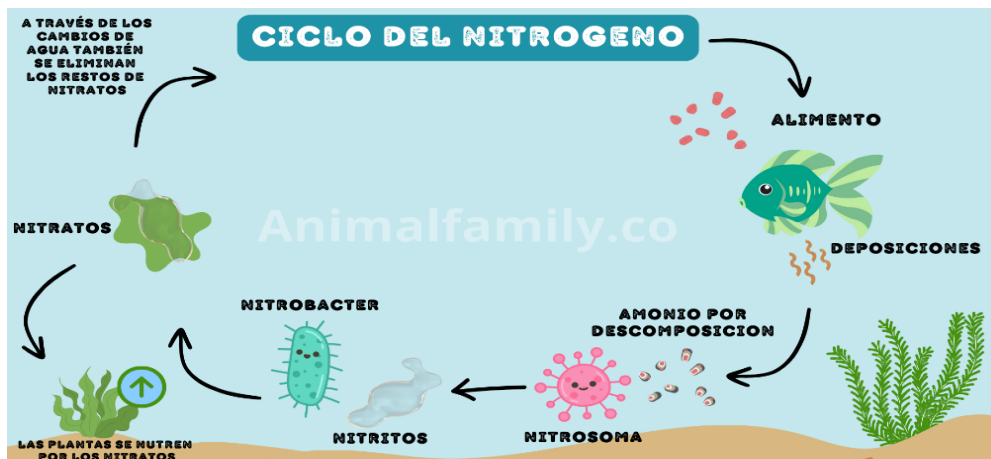 CICLO DEL NITROGENO
A TRAVÉS DE LOS
CAMBIOS DE
AGUA TAMBIÉN
SE ELIMINAN
LOS RESTOS DE
NITRATOS
ALIMENTO
DEPOSICIONES
AMONIO POR
DESCOMPOSICION
NITROSOMA
NITRITOS
NITROBACTER
NITRATOS
LAS PLANTAS SE NUTREN
POR LOS NITRATOS
Animalfamily.co